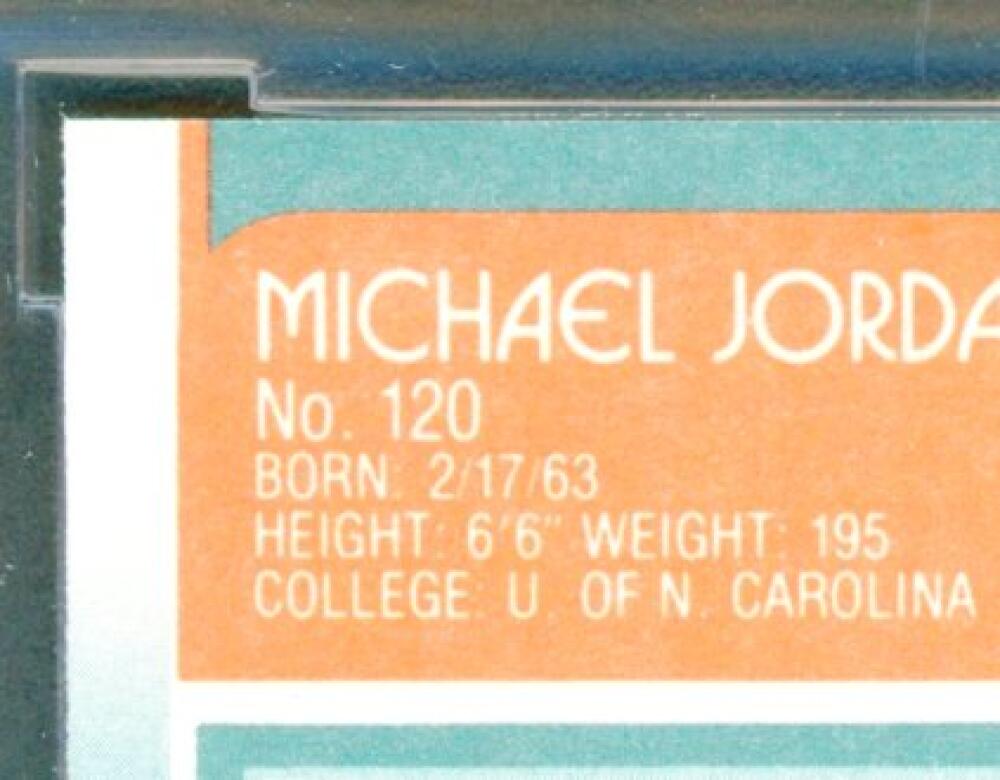 MICHAEL JORDA
No. 120
BORN: 2/17/63
HEIGHT: 6'6" WEIGHT: 195
COLLEGE: U. OF N. CAROLINA